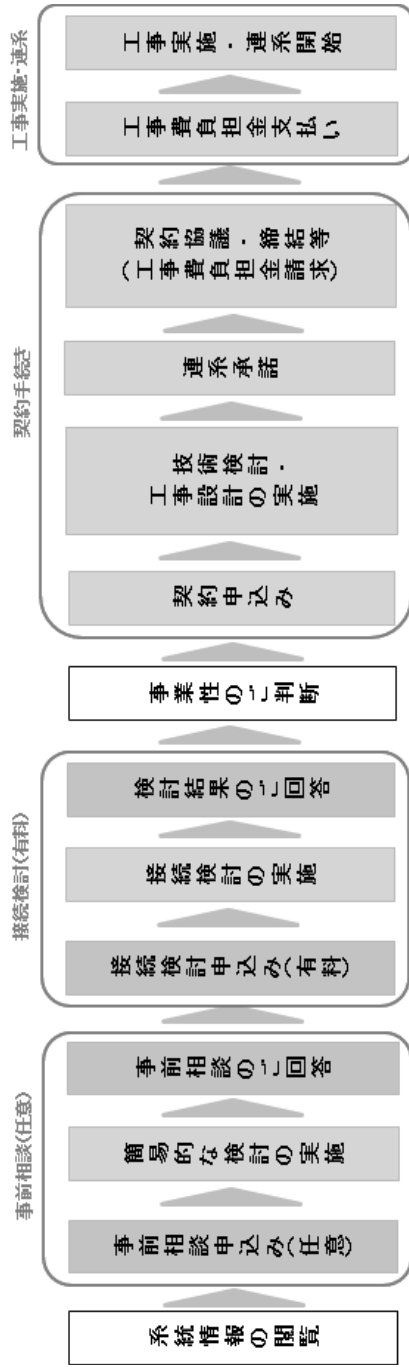 系統情報の閲覧
事前相談(任意)
事前相談申込み(任意)
簡易的な検討の実施
事前相談のご回答
接続検討(有料)
接続検討申込み(有料)
接続検討の実施
検討結果のご回答
事業性のご判断
契約手続き
契約申込み
技術検討・
工事設計の実施
連系承諾
契約協議・締結等
(工事費負担金請求)
工事実施・連系
工事費負担金支払い
工事実施・連系開始